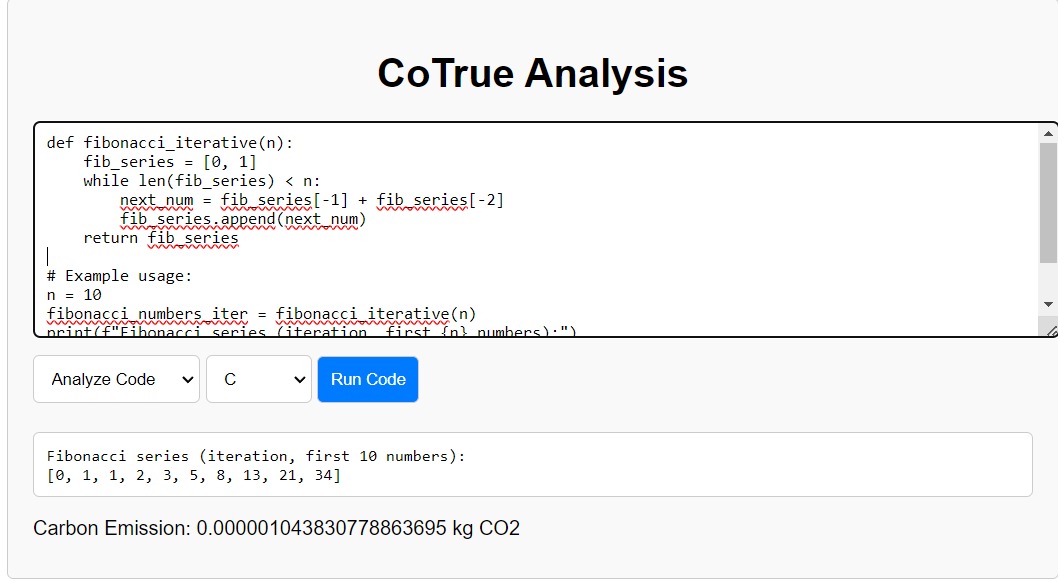 CoTrue Analysis
def fibonacci_iterative(n):
    fib_series = [0, 1]
    while len(fib_series) < n:
        next_num = fib_series[-1] + fib_series[-2]
        fib_series.append(next_num)
    return fib_series
# Example usage:
n = 10
fibonacci_numbers_iter = fibonacci_iterative(n)
print(f"Fibonacci series (iteration, first {n} numbers):")
Analyze Code C Run Code
Fibonacci series (iteration, first 10 numbers):
[0, 1, 1, 2, 3, 5, 8, 13, 21, 34]
Carbon Emission: 0.000001043830778863695 kg CO2